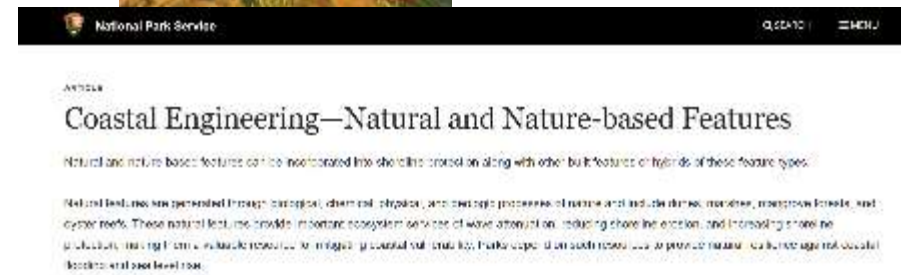 National Park Service
SEARCH
MENU
ARTICLE
Coastal Engineering—Natural and Nature-based Features
Natural and nature based features can be incorporated into shoreline protection along with other built features or hybrids of these feature types.
Natural features are generated through biological, chemical, physical, and geologic processes of nature and include dunes, marshes, mangrove forests, and
oyster reefs. These natural features provide important ecosystem services of wave attenuation, reducing shoreline erosion, and increasing shoreline
protection, making them a valuable resource for mitigating coastal vulnerability. Parks depend on such resources to provide natural resilience against coastal
flooding and sea level rise.